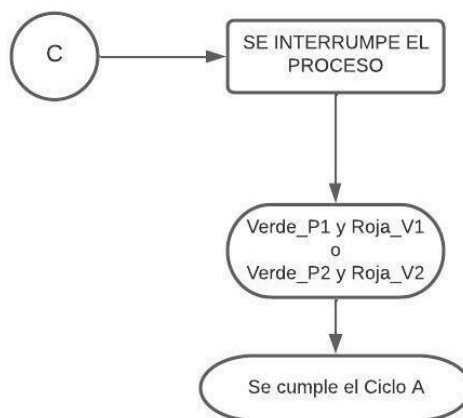 C
SE INTERRUMPE EL
PROCESO
Verde_P1 y Roja_V1
o
Verde_P2 y Roja_V2
Se cumple el Ciclo A